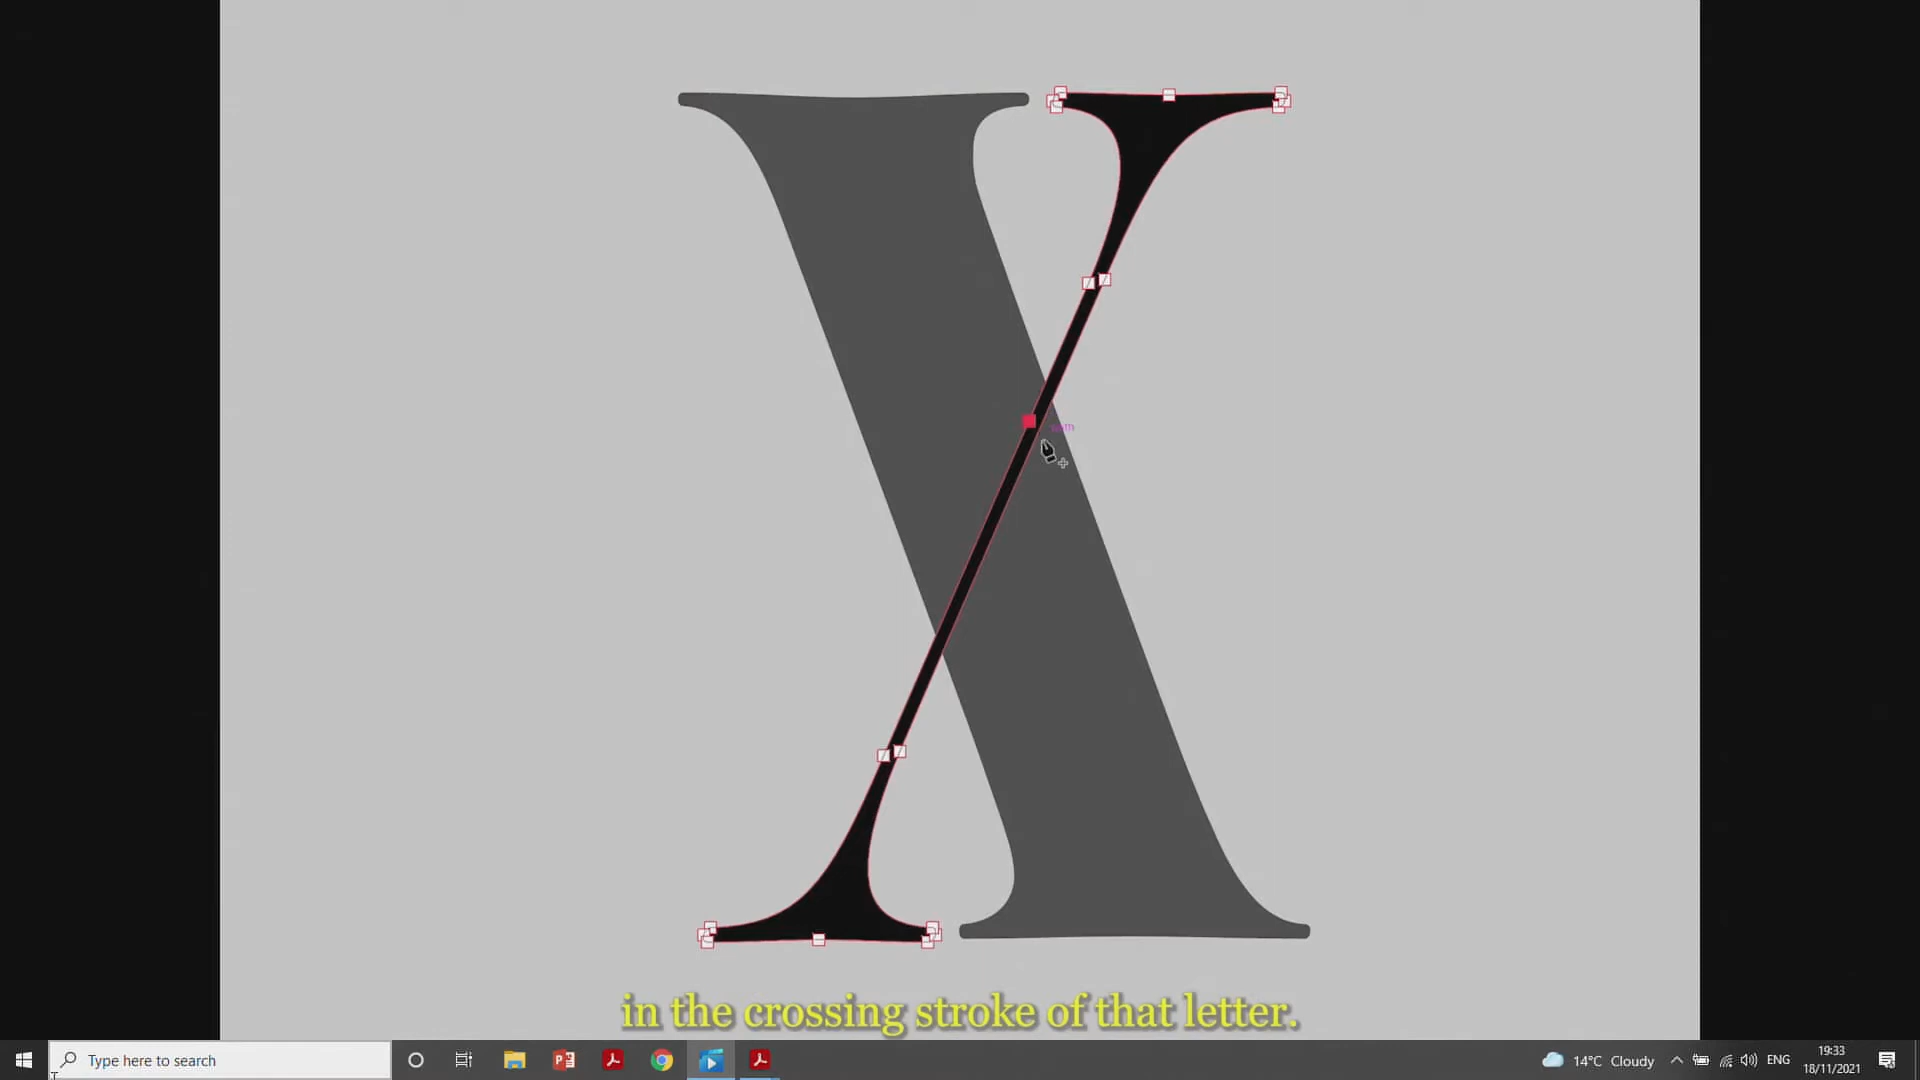 X
in the crossing stroke of that letter.
Type here to search
14°C Cloudy
ENG
19:33
18/11/2021